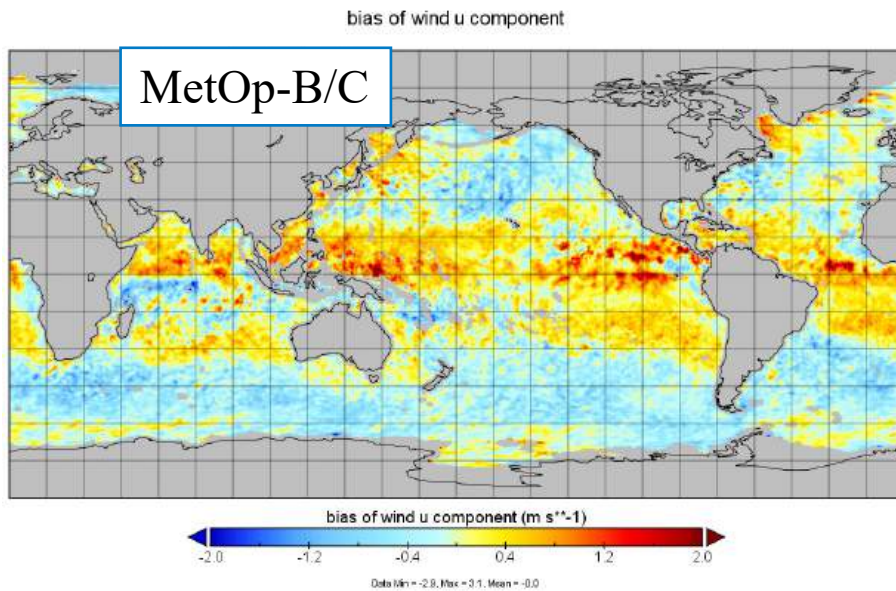 bias of wind u component
MetOp-B/C
bias of wind u component (m s**-1)
-2.0 -1.2 -0.4 0.4 1.2 2.0
Data Min = -2.9, Max = 3.1, Mean = -0.0